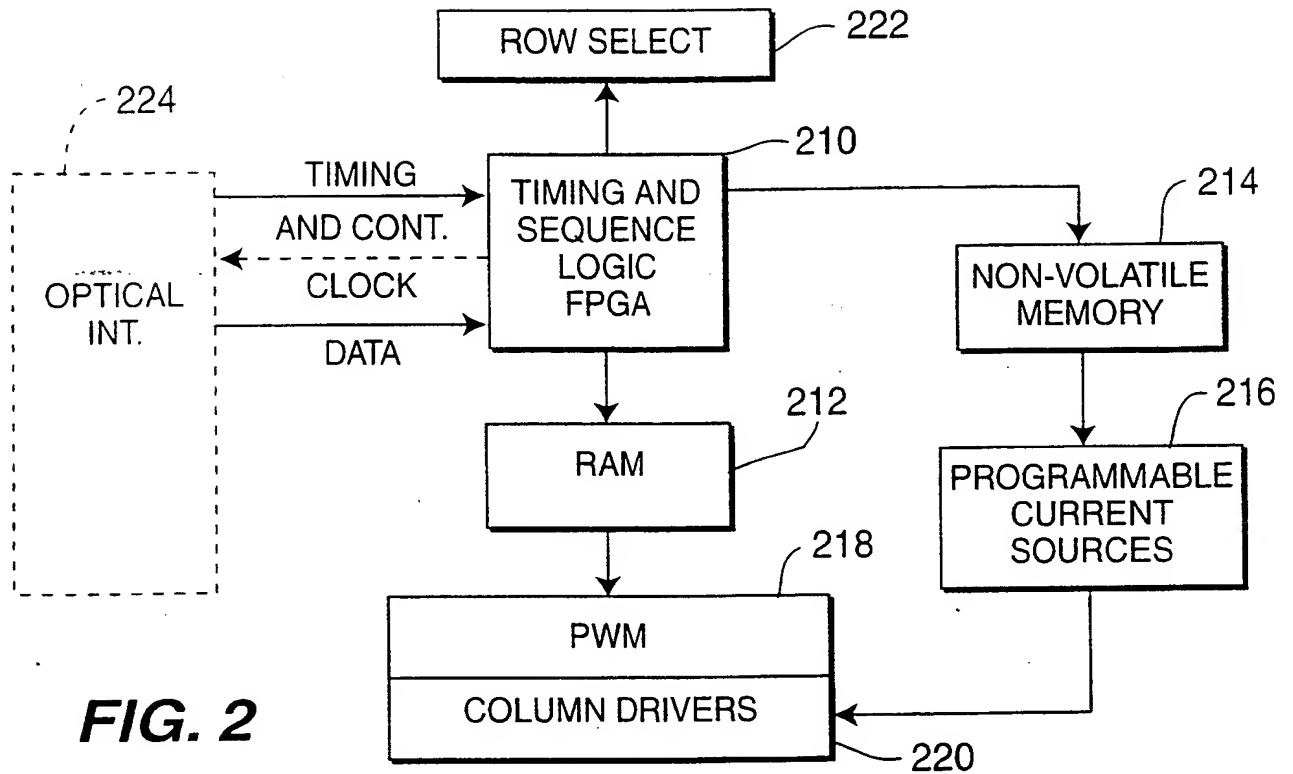 ROW SELECT
222
224
210
TIMING
AND CONT.
CLOCK
DATA
TIMING AND
SEQUENCE
LOGIC
FPGA
214
OPTICAL
INT.
NON-VOLATILE
MEMORY
212
216
RAM
PROGRAMMABLE
CURRENT
SOURCES
218
PWM
COLUMN DRIVERS
220
FIG. 2